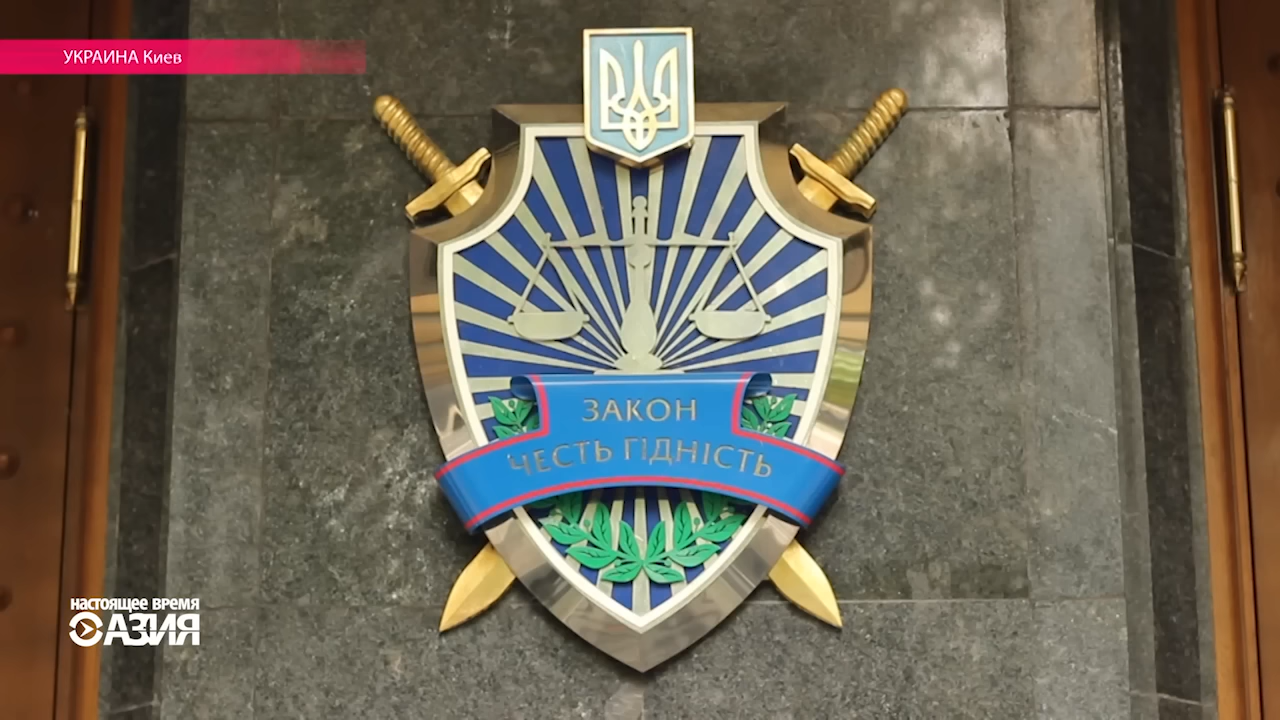 УКРАИНА Киев
ЗАКОН
ЧЕСТЬ ГІДНІСТЬ
НАСТОЯЩЕЕ ВРЕМЯ
АЗИЯ